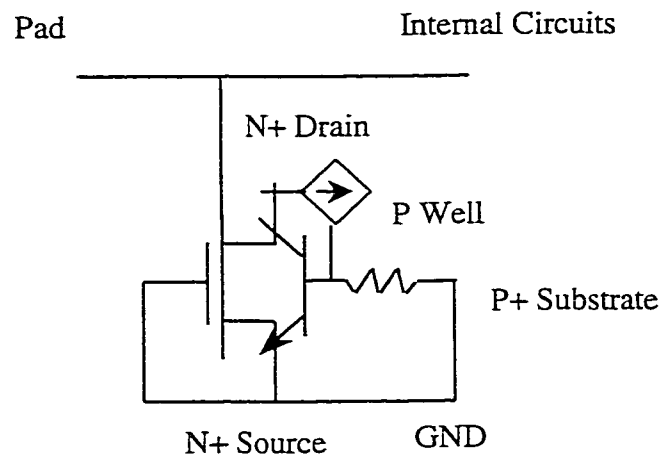 Pad
Internal Circuits
N+ Drain
P Well
P+ Substrate
N+ Source
GND